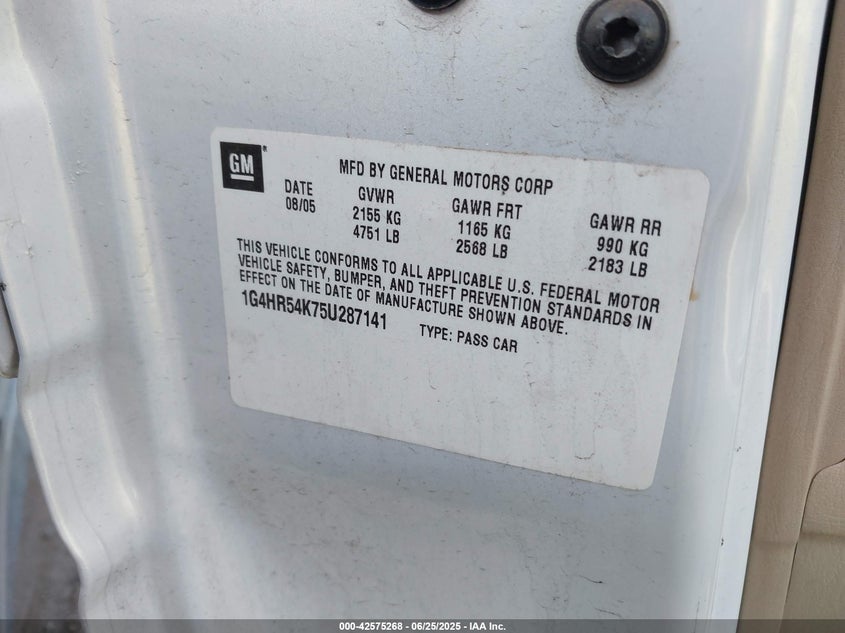 GM®
MFD BY GENERAL MOTORS CORP
DATE GVWR GAWR FRT GAWR RR
08/05 2155 KG 1165 KG 990 KG
4751 LB 2568 LB 2183 LB
THIS VEHICLE CONFORMS TO ALL APPLICABLE U.S. FEDERAL MOTOR
VEHICLE SAFETY, BUMPER, AND THEFT PREVENTION STANDARDS IN
EFFECT ON THE DATE OF MANUFACTURE SHOWN ABOVE.
1G4HR54K75U287141 TYPE: PASS CAR
000-42575268 - 06/25/2025 - IAA Inc.